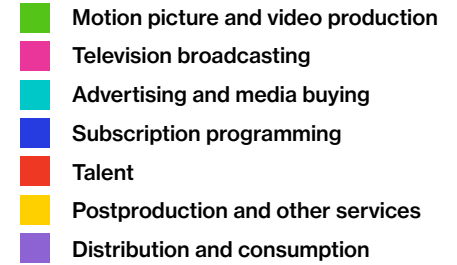 Motion picture and video production
Television broadcasting
Advertising and media buying
Subscription programming
Talent
Postproduction and other services
Distribution and consumption